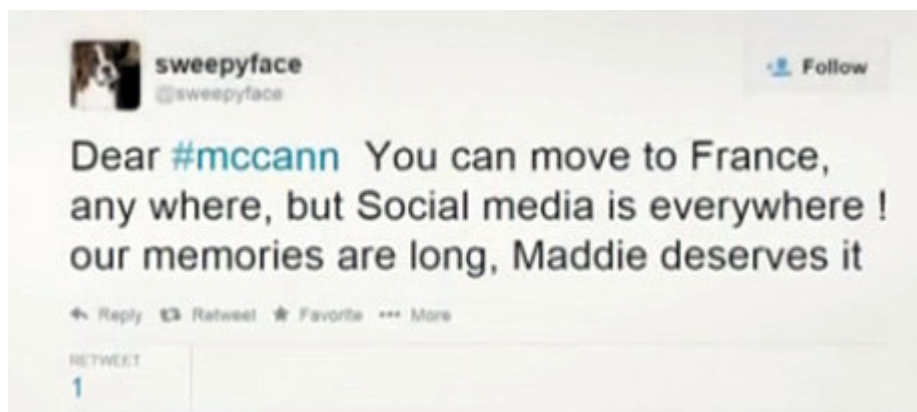 sweepyface
@sweepyface
Follow
Dear #mccann You can move to France,
any where, but Social media is everywhere !
our memories are long, Maddie deserves it
Reply Retweet Favorite More
RETWEET
1